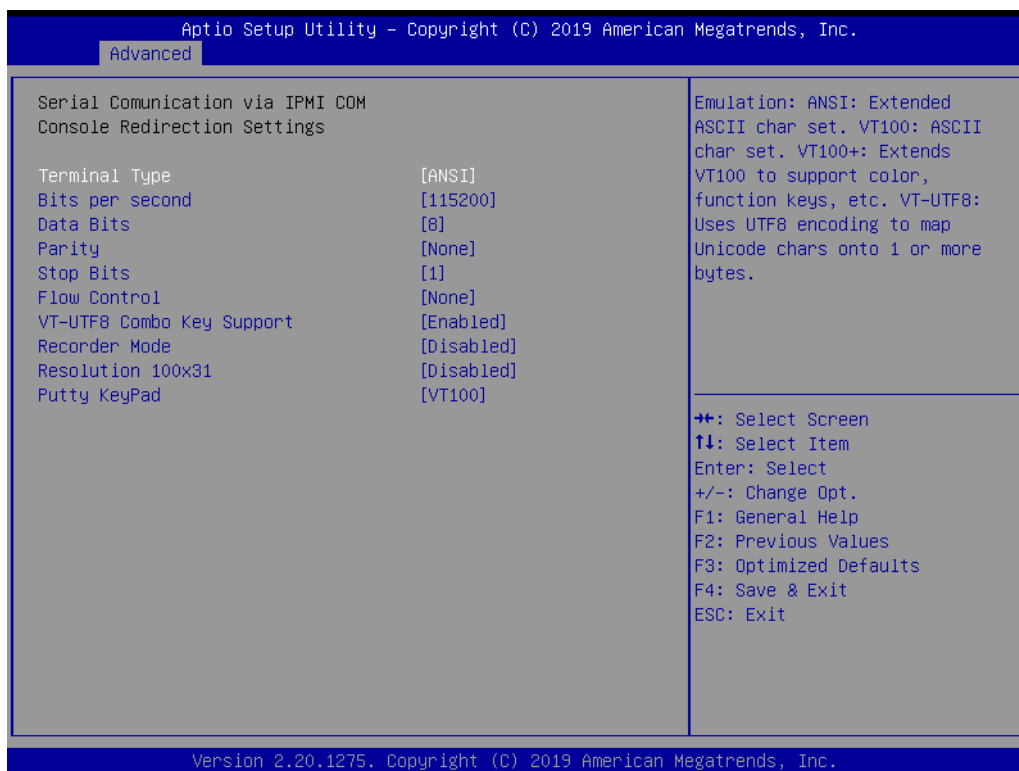 Aptio Setup Utility – Copyright (C) 2019 American Megatrends, Inc.
Advanced
Serial Comunication via IPMI COM
Console Redirection Settings
Terminal Type [ANSI]
Bits per second [115200]
Data Bits [8]
Parity [None]
Stop Bits [1]
Flow Control [None]
VT-UTF8 Combo Key Support [Enabled]
Recorder Mode [Disabled]
Resolution 100x31 [Disabled]
Putty KeyPad [VT100]
Emulation: ANSI: Extended
ASCII char set. VT100: ASCII
char set. VT100+: Extends
VT100 to support color,
function keys, etc. VT-UTF8:
Uses UTF8 encoding to map
Unicode chars onto 1 or more
bytes.
→←: Select Screen
↑↓: Select Item
Enter: Select
+/-: Change Opt.
F1: General Help
F2: Previous Values
F3: Optimized Defaults
F4: Save & Exit
ESC: Exit
Version 2.20.1275. Copyright (C) 2019 American Megatrends, Inc.